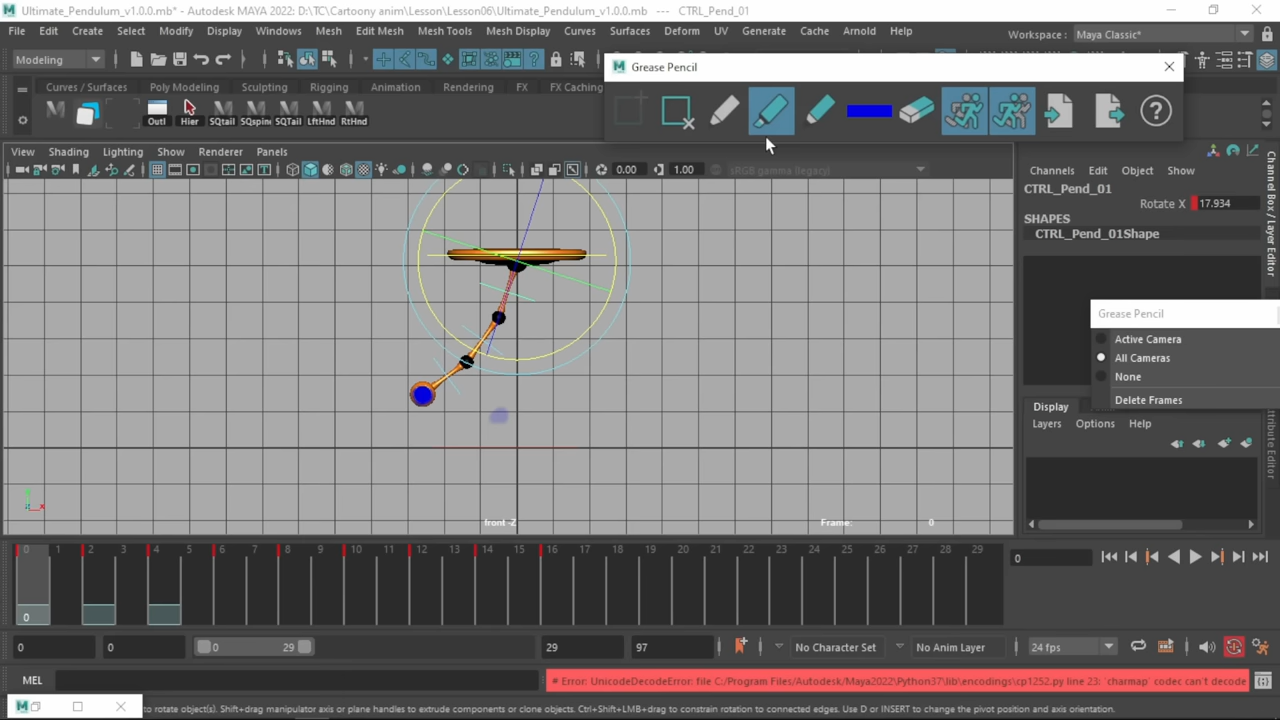 Ultimate_Pendulum_v1.0.0.mb* - Autodesk MAYA 2022: D:\TC\Cartoony anim\Lesson\Lesson06\Ultimate_Pendulum_v1.0.0.mb --- CTRL_Pend_01
File Edit Create Select Modify Display Windows Mesh Edit Mesh Mesh Tools Mesh Display Curves Surfaces Deform UV Generate Cache Arnold Help
Workspace : Maya Classic*
Modeling
Grease Pencil
Curves / Surfaces Poly Modeling Sculpting Rigging Animation Rendering FX FX Caching
Outl Hier SQtail SQspine SQTail LftHnd RtHnd
View Shading Lighting Show Renderer Panels
0.00 1.00 sRGB gamma (legacy)
Channels Edit Object Show
CTRL_Pend_01
Rotate X 17.934
SHAPES
CTRL_Pend_01Shape
Channel Box / Layer Editor
Attribute Editor
Grease Pencil
Active Camera
All Cameras
None
Delete Frames
Display
Layers Options Help
front -Z
Frame: 0
0 1 2 3 4 5 6 7 8 9 10 11 12 13 14 15 16 17 18 19 20 21 22 23 24 25 26 27 28 29
0
0
0 0 0 29 29 97 No Character Set No Anim Layer 24 fps
MEL
# Error: UnicodeDecodeError: file C:/Program Files/Autodesk/Maya2022\Python37\lib\encodings\cp1252.py line 23: 'charmap' codec can't decode
to rotate object(s). Shift+drag manipulator axis or plane handles to extrude components or clone objects. Ctrl+Shift+LMB+drag to constrain rotation to connected edges. Use D or INSERT to change the pivot position and axis orientation.